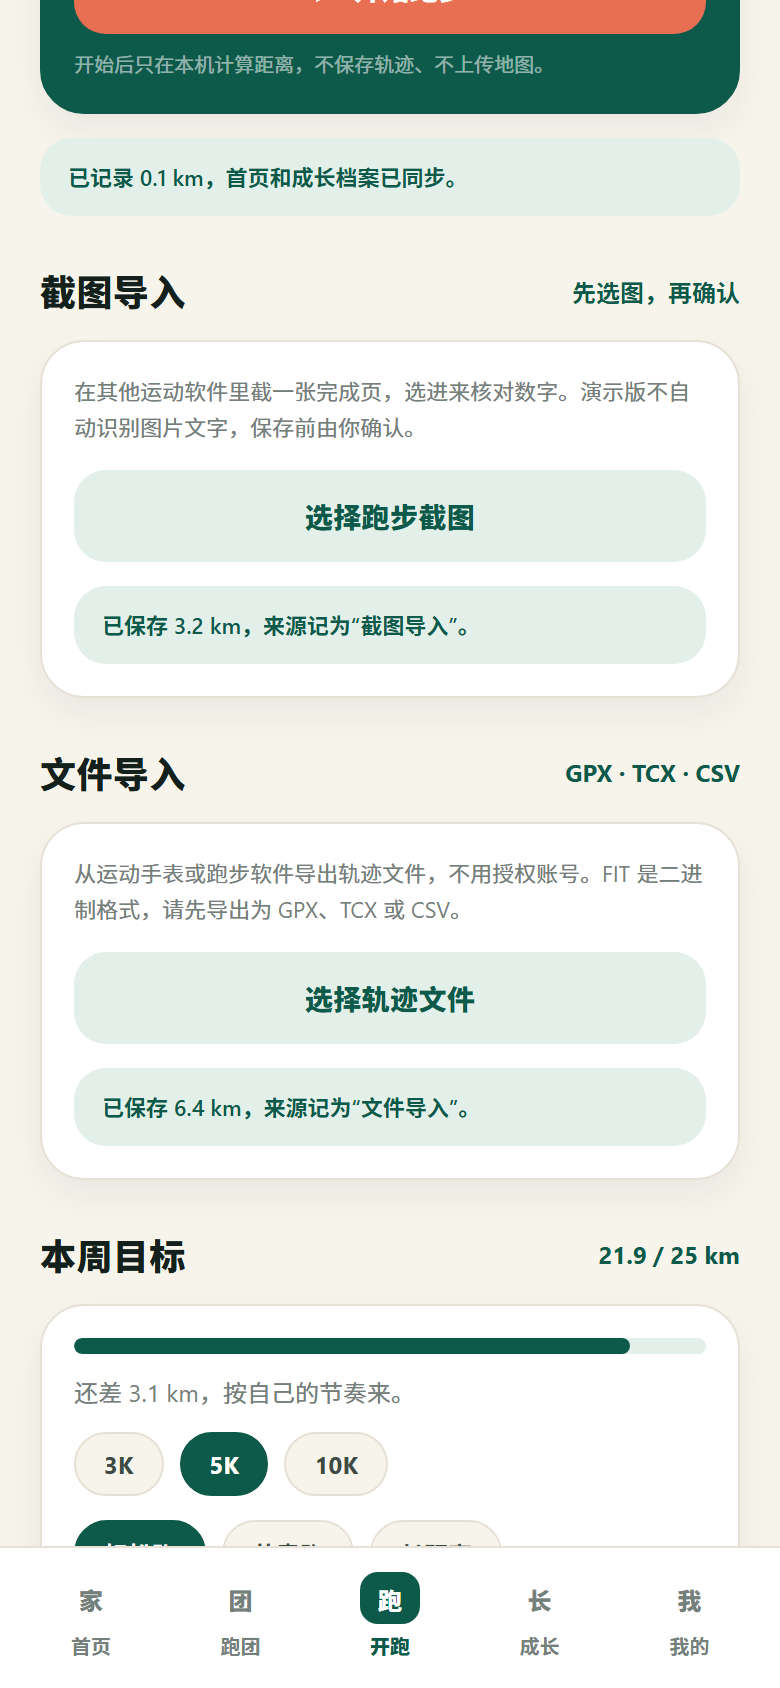 开始后只在本机计算距离，不保存轨迹、不上传地图。
已记录 0.1 km，首页和成长档案已同步。
截图导入
先选图，再确认
在其他运动软件里截一张完成页，选进来核对数字。演示版不自
动识别图片文字，保存前由你确认。
选择跑步截图
已保存 3.2 km，来源记为“截图导入”。
文件导入
GPX · TCX · CSV
从运动手表或跑步软件导出轨迹文件，不用授权账号。FIT 是二进
制格式，请先导出为 GPX、TCX 或 CSV。
选择轨迹文件
已保存 6.4 km，来源记为“文件导入”。
本周目标
21.9 / 25 km
还差 3.1 km，按自己的节奏来。
3K
5K
10K
家
团
跑
长
我
首页
跑团
开跑
成长
我的